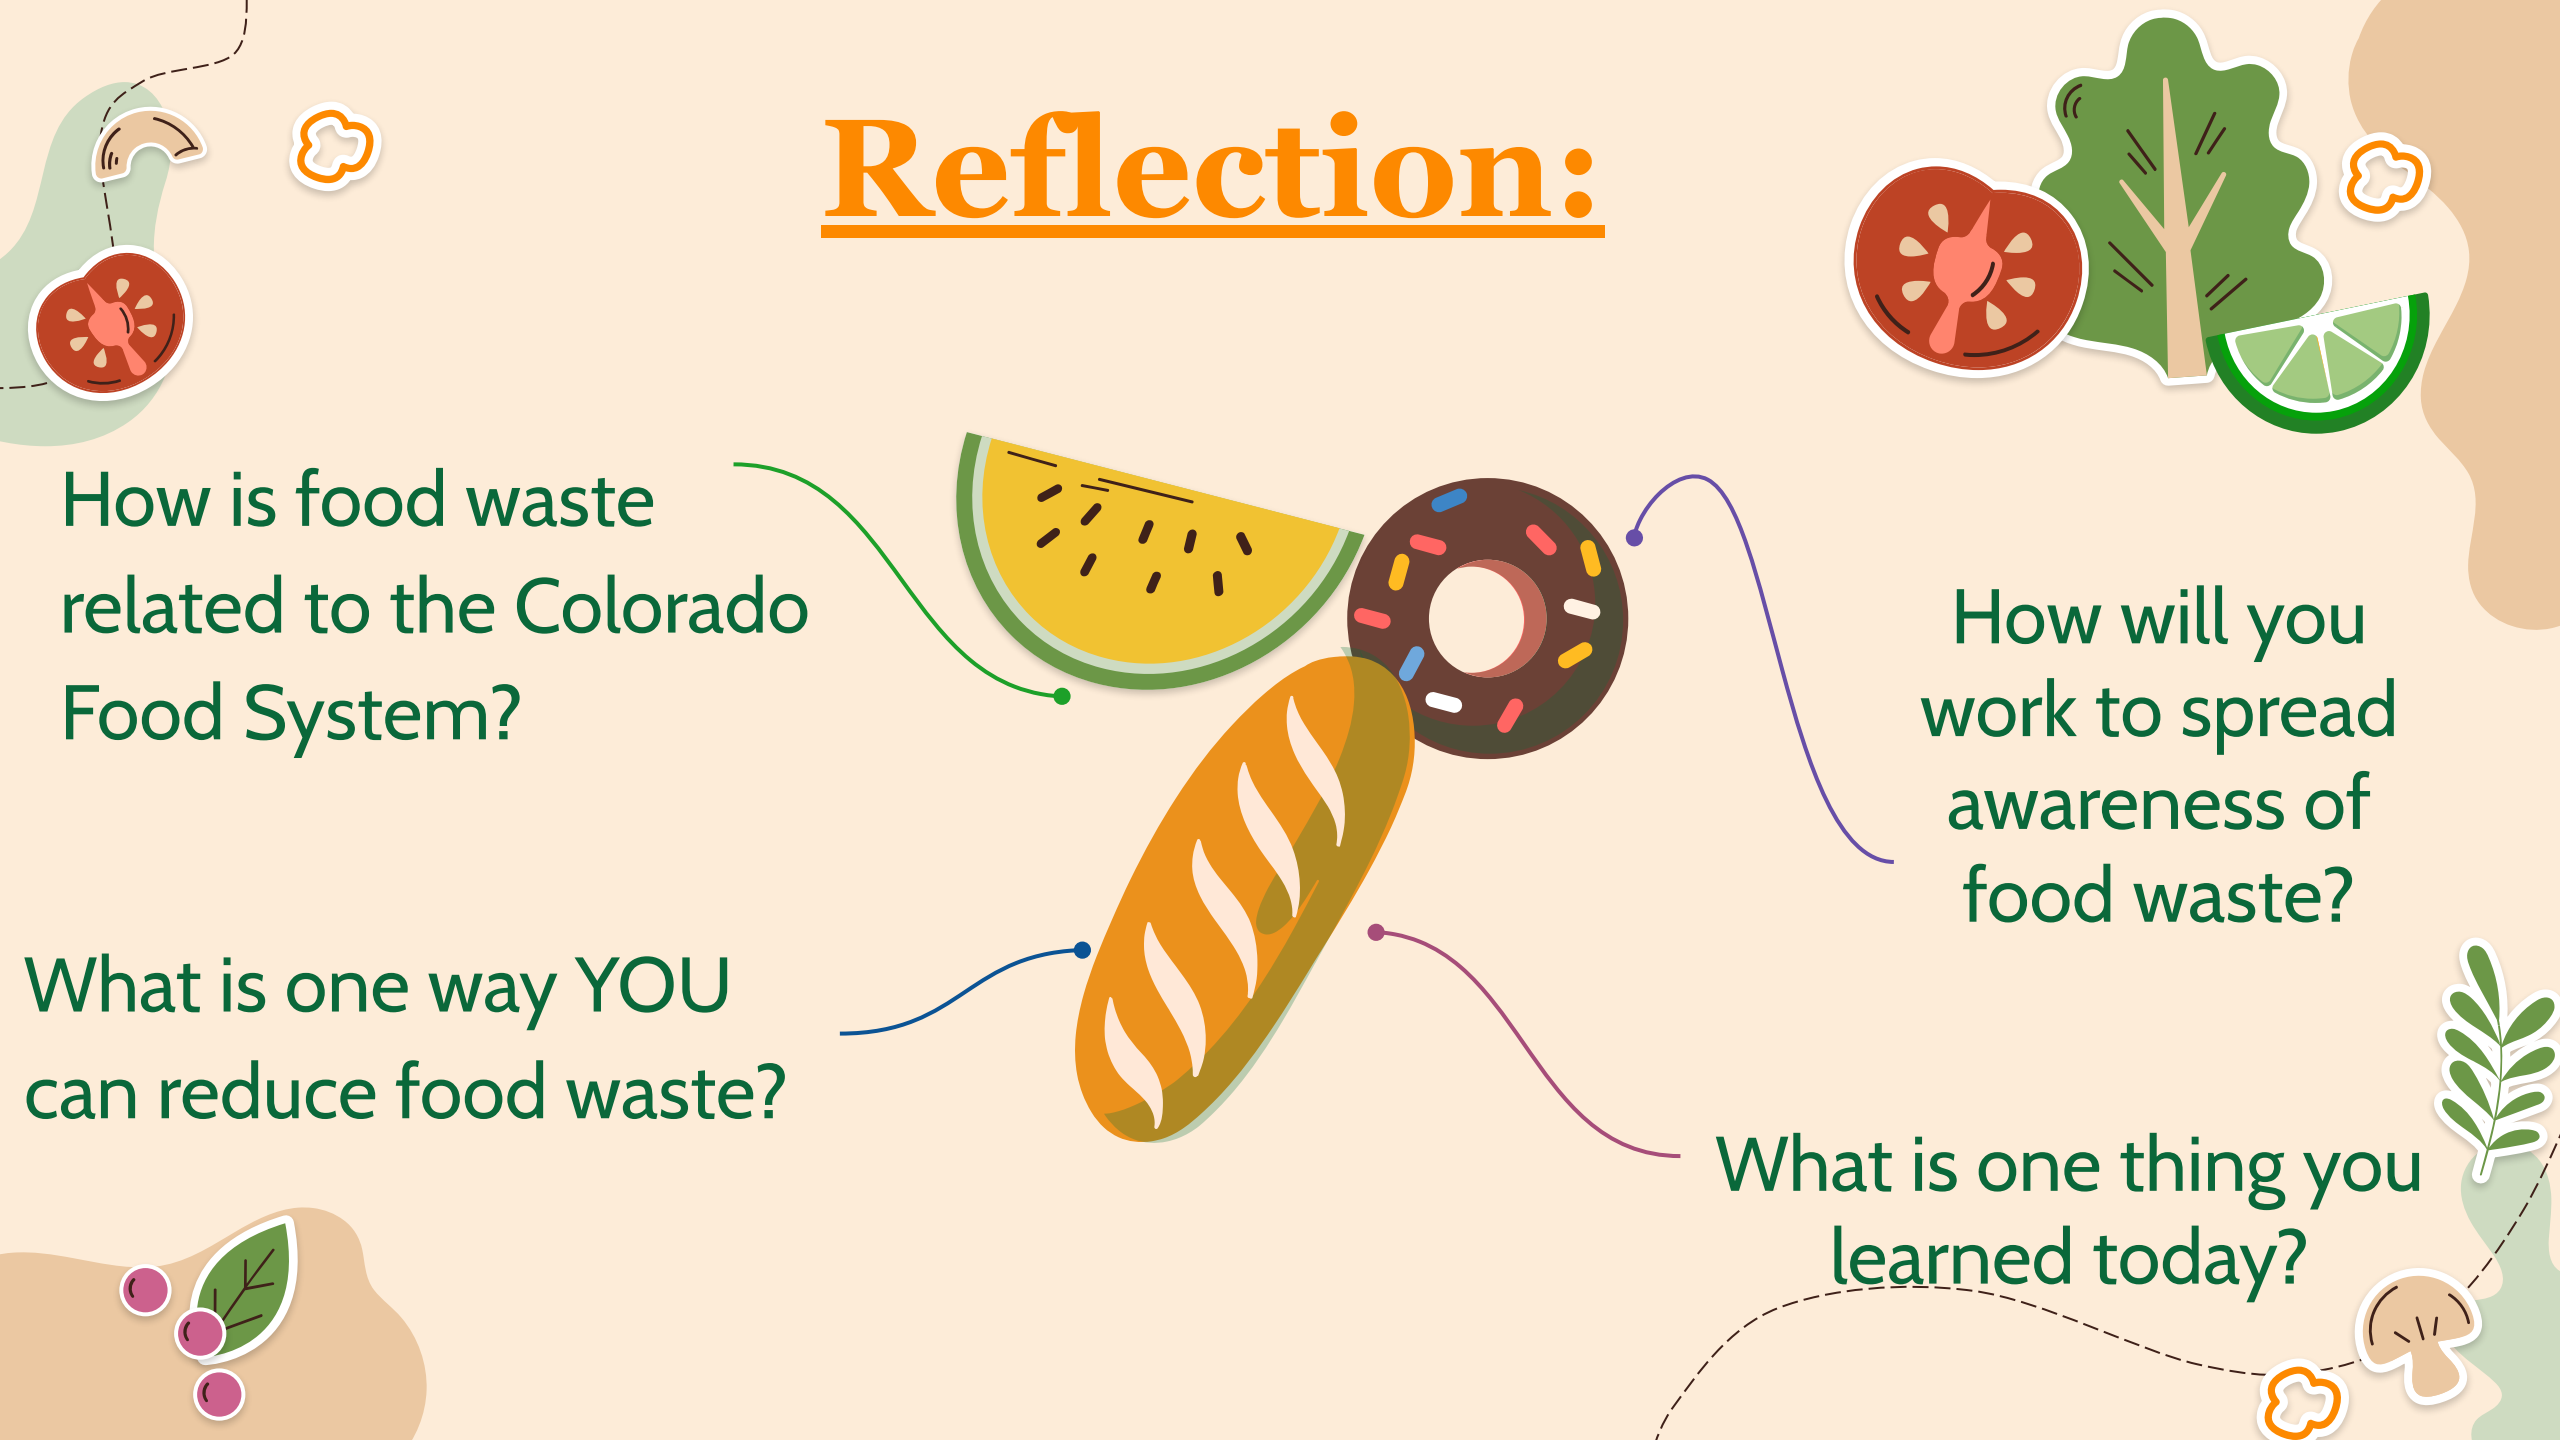 Reflection:
How is food waste
related to the Colorado
Food System?
What is one way YOU
can reduce food waste?
How will you
work to spread
awareness of
food waste?
What is one thing you
learned today?